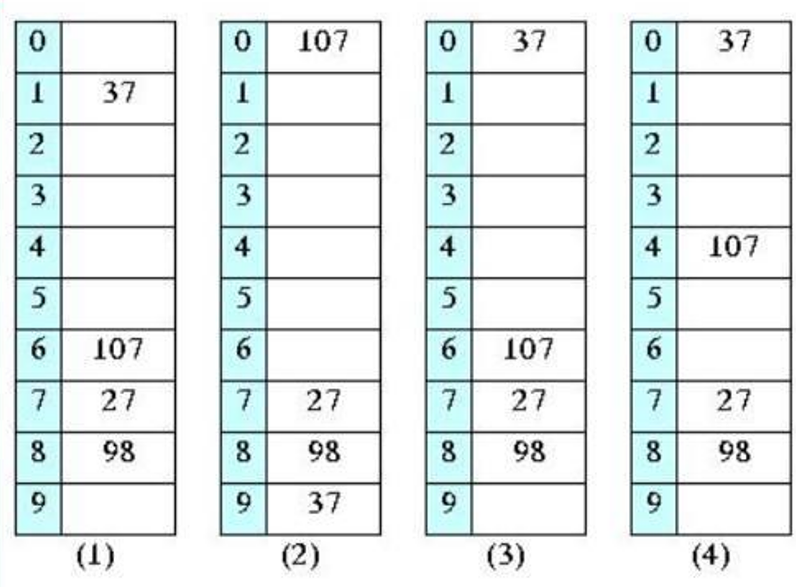 0 0 107 0 37 0 37
1 37 1 1 1
2 2 2 2
3 3 3 3
4 4 4 4 107
5 5 5 5
6 107 6 6 107 6
7 27 7 27 7 27 7 27
8 98 8 98 8 98 8 98
9 9 37 9 9
(1) (2) (3) (4)